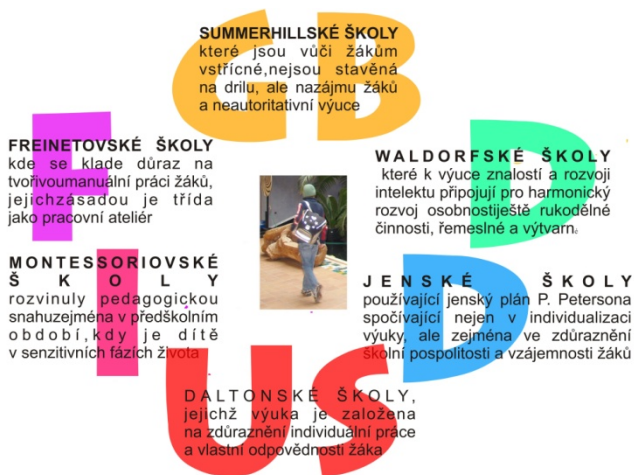 GB
SUMMERHILLSKÉ ŠKOLY
které jsou vůči žákům
vstřícné,nejsou stavěná
na drilu, ale nazájmu žáků
a neautoritativní výuce
F
FREINETOVSKÉ ŠKOLY
kde se klade důraz na
tvořivoumanuální práci žáků,
jejichzásadou je třída
jako pracovní ateliér
D
WALDORFSKÉ ŠKOLY
které k výuce znalostí a rozvoji
intelektu připojují pro harmonický
rozvoj osobnostiještě rukodělné
činnosti, řemeslné a výtvarn
I
MONTESSORIOVSKÉ
ŠKOLY
rozvinuly pedagogickou
snahuzejména v předškolním
období,kdy je dítě
v senzitivních fázích života
D
JENSKÉ ŠKOLY
používající jenský plán P. Petersona
spočívající nejen v individualizaci
výuky, ale zejména ve zdůraznění
školní pospolitosti a vzájemnosti žáků
US
DALTONSKÉ ŠKOLY,
jejichž výuka je založena
na zdůraznění individuální práce
a vlastní odpovědnosti žáka